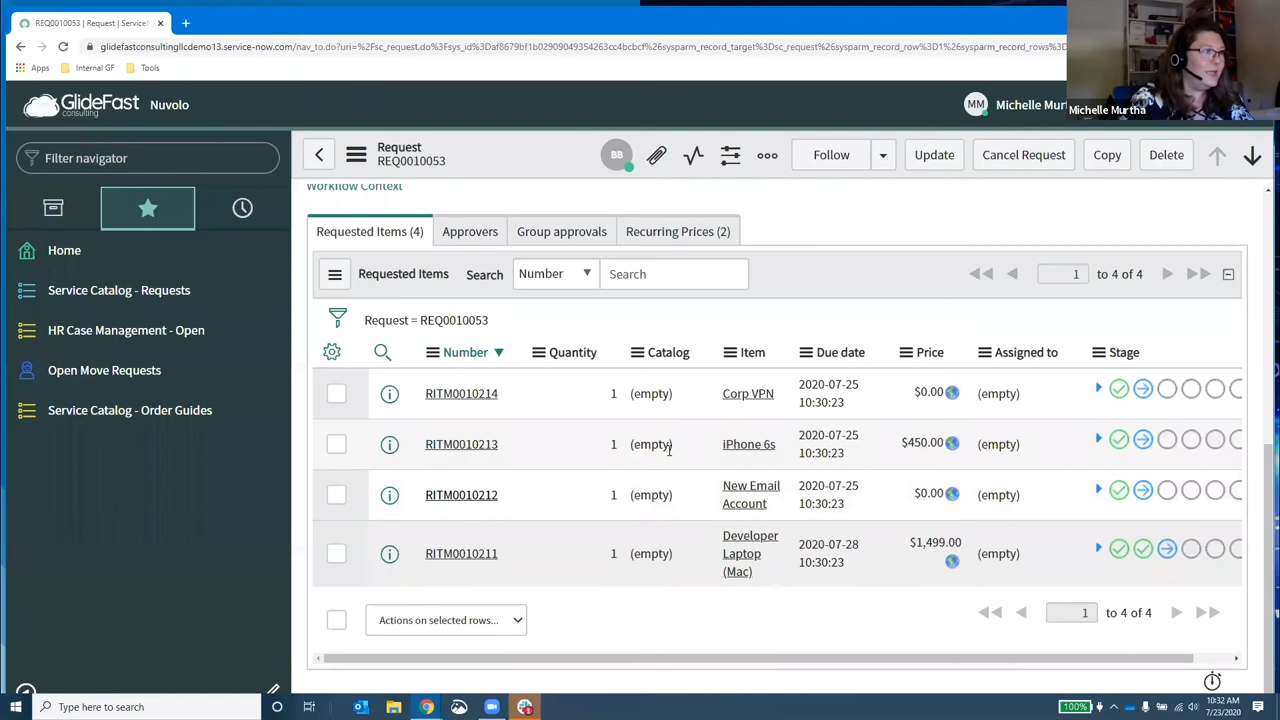 REQ0010053 | Request | Service
glidefastconsultingllcdemo13.service-now.com/nav_to.do?uri=%2Fsc_request.do%3Fsys_id%3Daf8679bf1b02909049354263cc4bcbcf%26sysparm_record_target%3Dsc_request%26sysparm_record_row%3D1%26sysparm_record_rows%3D
Apps
Internal GF
Tools
GlideFast
consulting
Nuvolo
MM
Michelle Murt
Michelle Murtha
Filter navigator
Home
Service Catalog - Requests
HR Case Management - Open
Open Move Requests
Service Catalog - Order Guides
Request
REQ0010053
BB
Follow
Update
Cancel Request
Copy
Delete
Workflow Context
Requested Items (4)
Approvers
Group approvals
Recurring Prices (2)
Requested Items
Search
Number
Search
1 to 4 of 4
Request = REQ0010053
Number Quantity Catalog Item Due date Price Assigned to Stage
RITM0010214 1 (empty) Corp VPN 2020-07-25 10:30:23 $0.00 (empty)
RITM0010213 1 (empty) iPhone 6s 2020-07-25 10:30:23 $450.00 (empty)
RITM0010212 1 (empty) New Email Account 2020-07-25 10:30:23 $0.00 (empty)
RITM0010211 1 (empty) Developer Laptop (Mac) 2020-07-28 10:30:23 $1,499.00 (empty)
Actions on selected rows...
1 to 4 of 4
Type here to search
100%
10:32 AM
7/23/2020